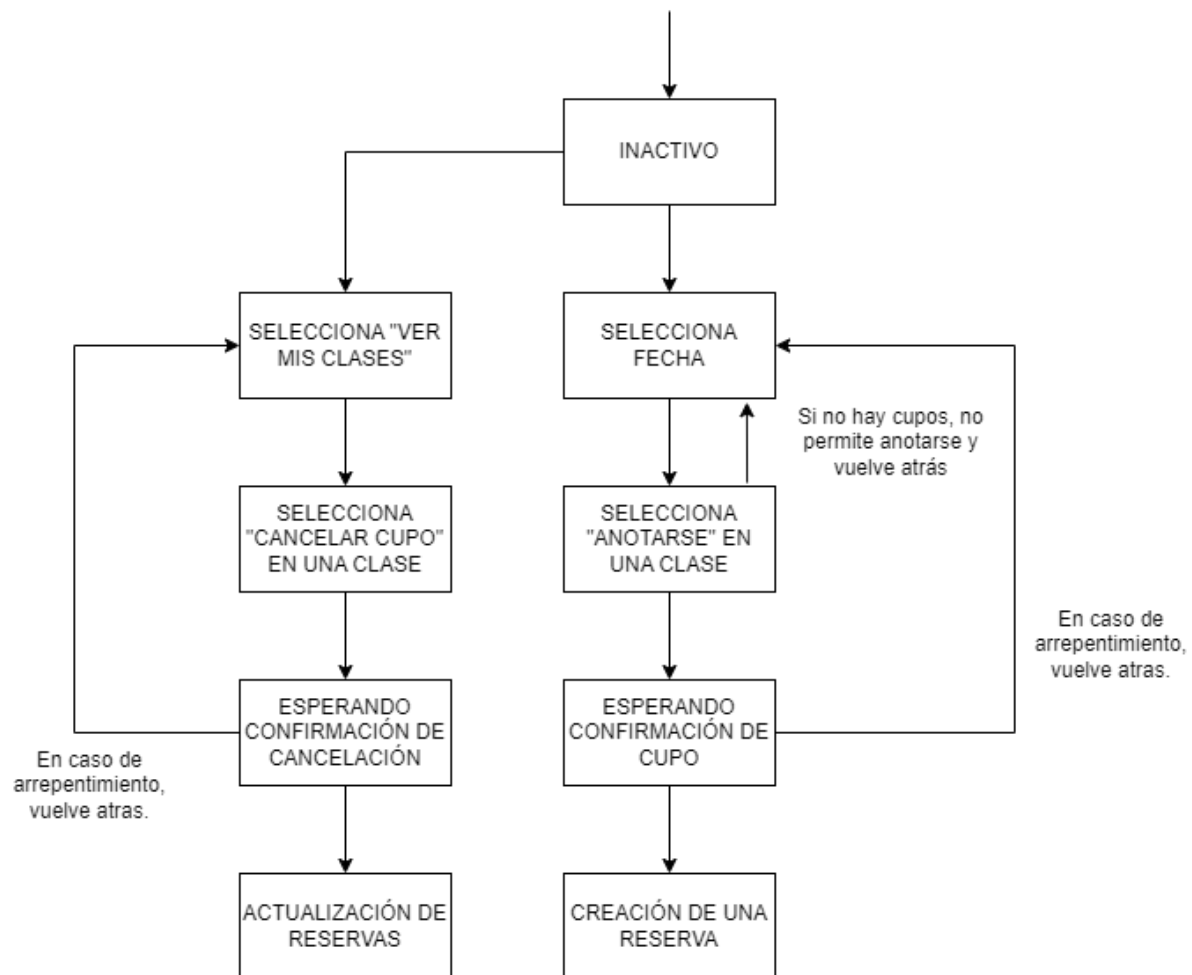 INACTIVO
SELECCIONA "VER
MIS CLASES"
SELECCIONA
FECHA
Si no hay cupos, no
permite anotarse y
vuelve atrás
SELECCIONA
"CANCELAR CUPO"
EN UNA CLASE
SELECCIONA
"ANOTARSE" EN
UNA CLASE
En caso de
arrepentimiento,
vuelve atras.
ESPERANDO
CONFIRMACIÓN DE
CANCELACIÓN
ESPERANDO
CONFIRMACIÓN DE
CUPO
En caso de
arrepentimiento,
vuelve atras.
ACTUALIZACIÓN DE
RESERVAS
CREACIÓN DE UNA
RESERVA